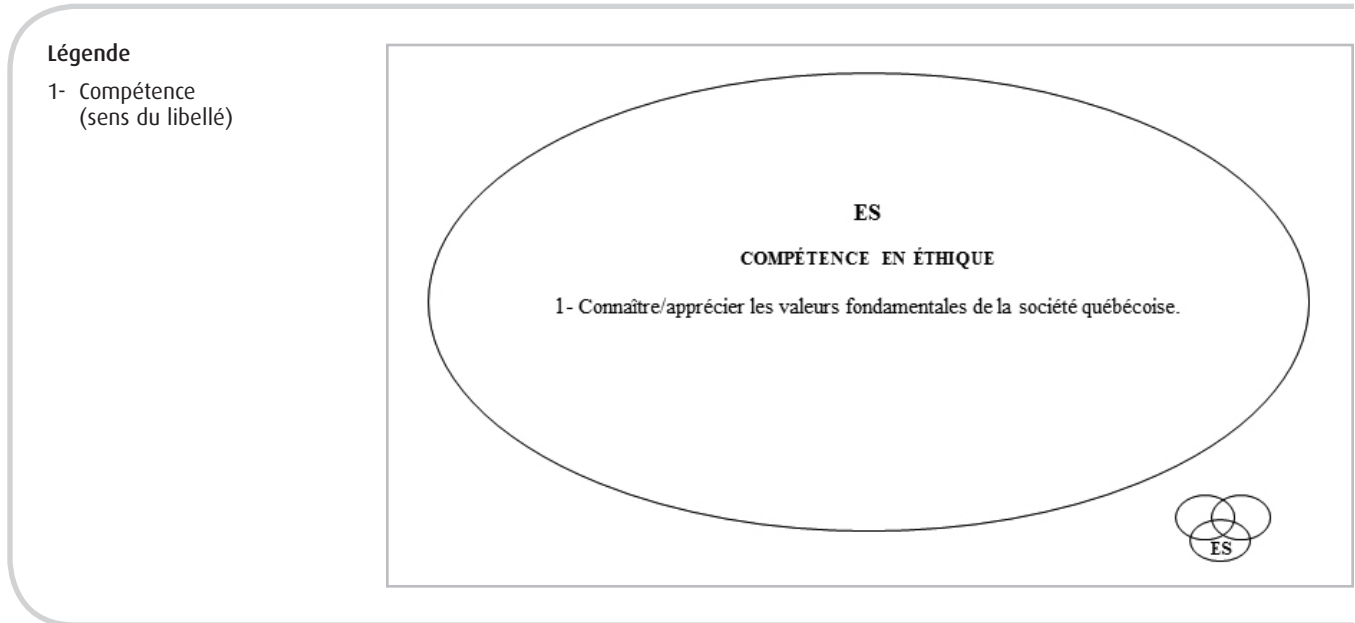 Légende
1- Compétence
(sens du libellé)
ES
COMPÉTENCE EN ÉTHIQUE
1- Connaître/apprécier les valeurs fondamentales de la société québécoise.
ES